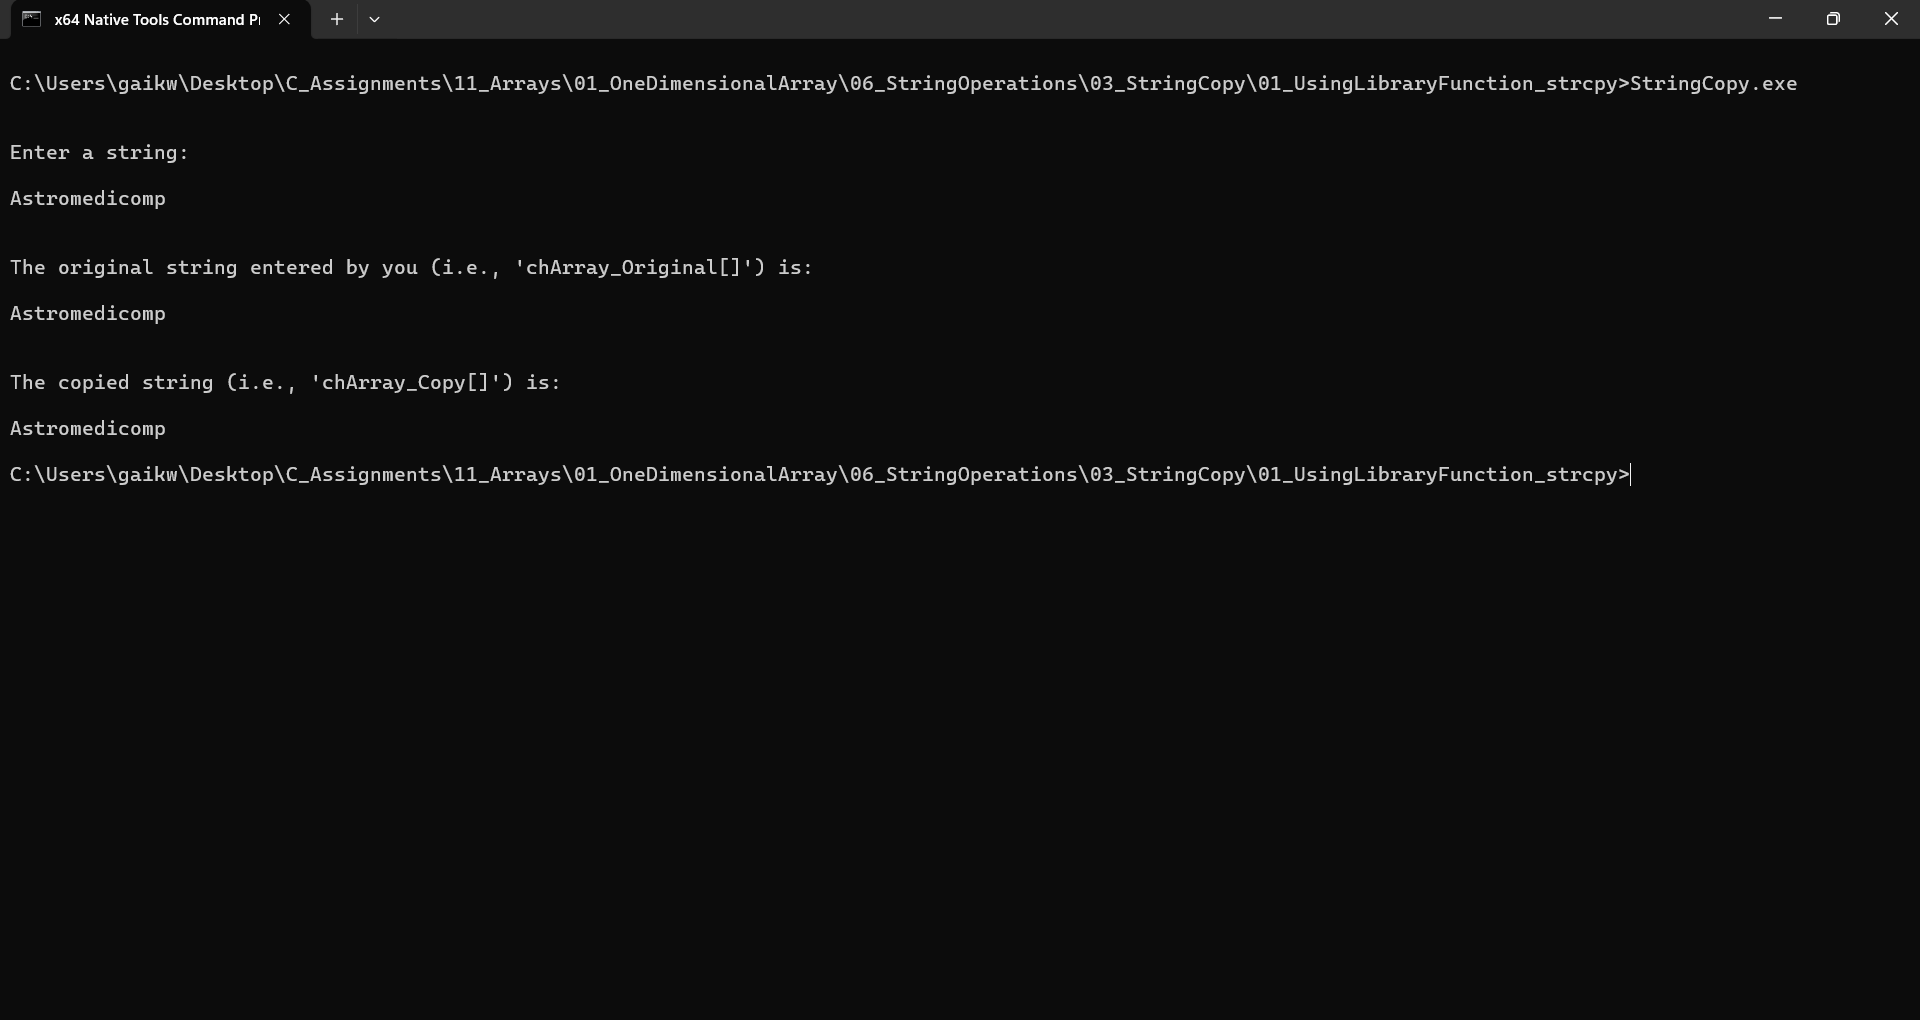 x64 Native Tools Command Pr
C:\Users\gaikw\Desktop\C_Assignments\11_Arrays\01_OneDimensionalArray\06_StringOperations\03_StringCopy\01_UsingLibraryFunction_strcpy>StringCopy.exe
Enter a string:
Astromedicomp
The original string entered by you (i.e., 'chArray_Original[]') is:
Astromedicomp
The copied string (i.e., 'chArray_Copy[]') is:
Astromedicomp
C:\Users\gaikw\Desktop\C_Assignments\11_Arrays\01_OneDimensionalArray\06_StringOperations\03_StringCopy\01_UsingLibraryFunction_strcpy>